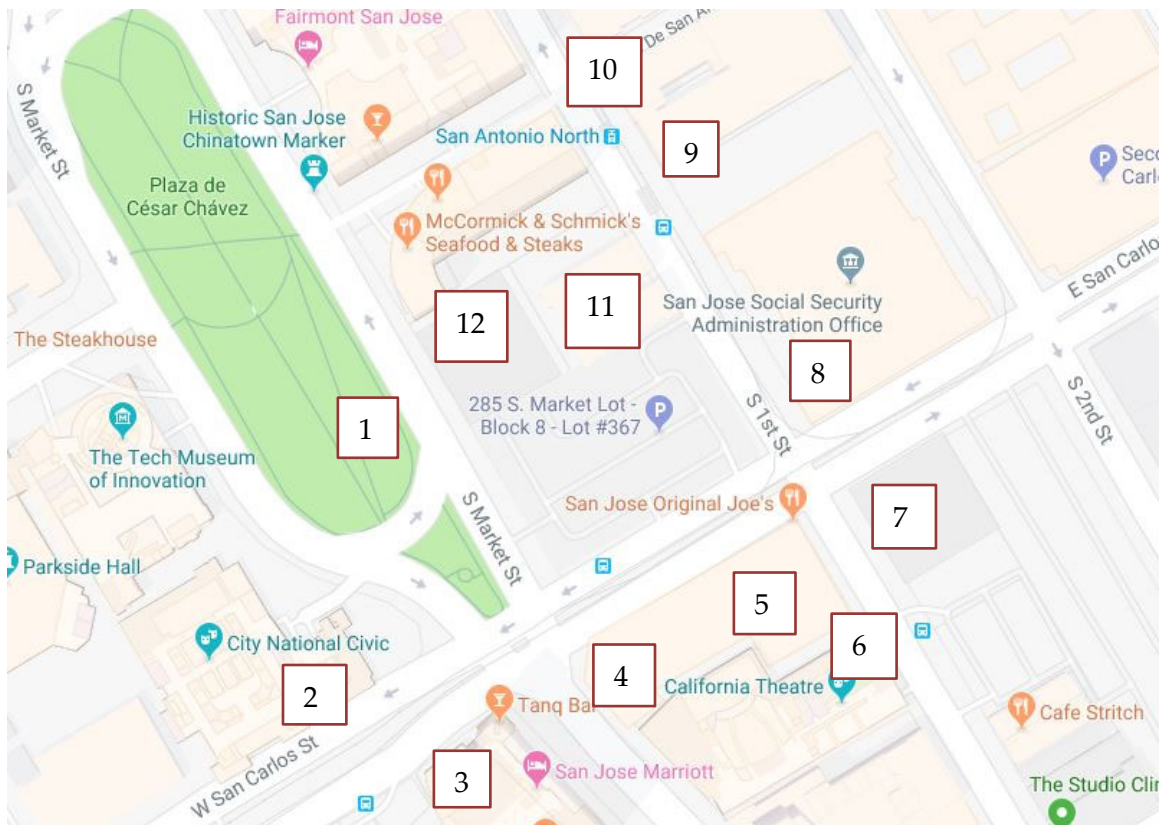 Fairmont San Jose
De San An
10
S Market St
Historic San Jose
Chinatown Marker
San Antonio North
9
Plaza de
César Chávez
McCormick & Schmick's
Seafood & Steaks
Seco
Carlo
E San Carlo
San Jose Social Security
Administration Office
11
12
The Steakhouse
8
285 S. Market Lot -
Block 8 - Lot #367
P
S 1st St
S 2nd St
1
The Tech Museum
of Innovation
San Jose Original Joe's
7
S Market St
Parkside Hall
5
City National Civic
6
2
4
California Theatre
Tanq Bar
Cafe Stritch
W San Carlos St
3
San Jose Marriott
The Studio Clim